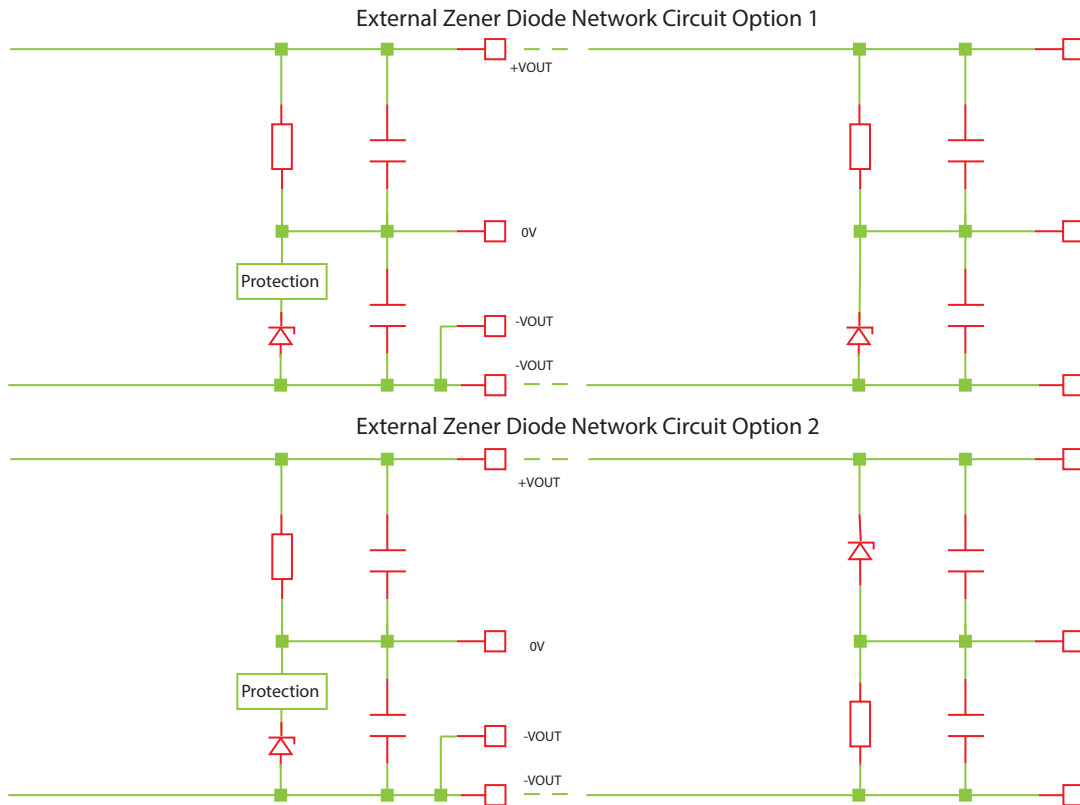 External Zener Diode Network Circuit Option 1
+VOUT
0V
Protection
-VOUT
-VOUT
External Zener Diode Network Circuit Option 2
+VOUT
0V
Protection
-VOUT
-VOUT